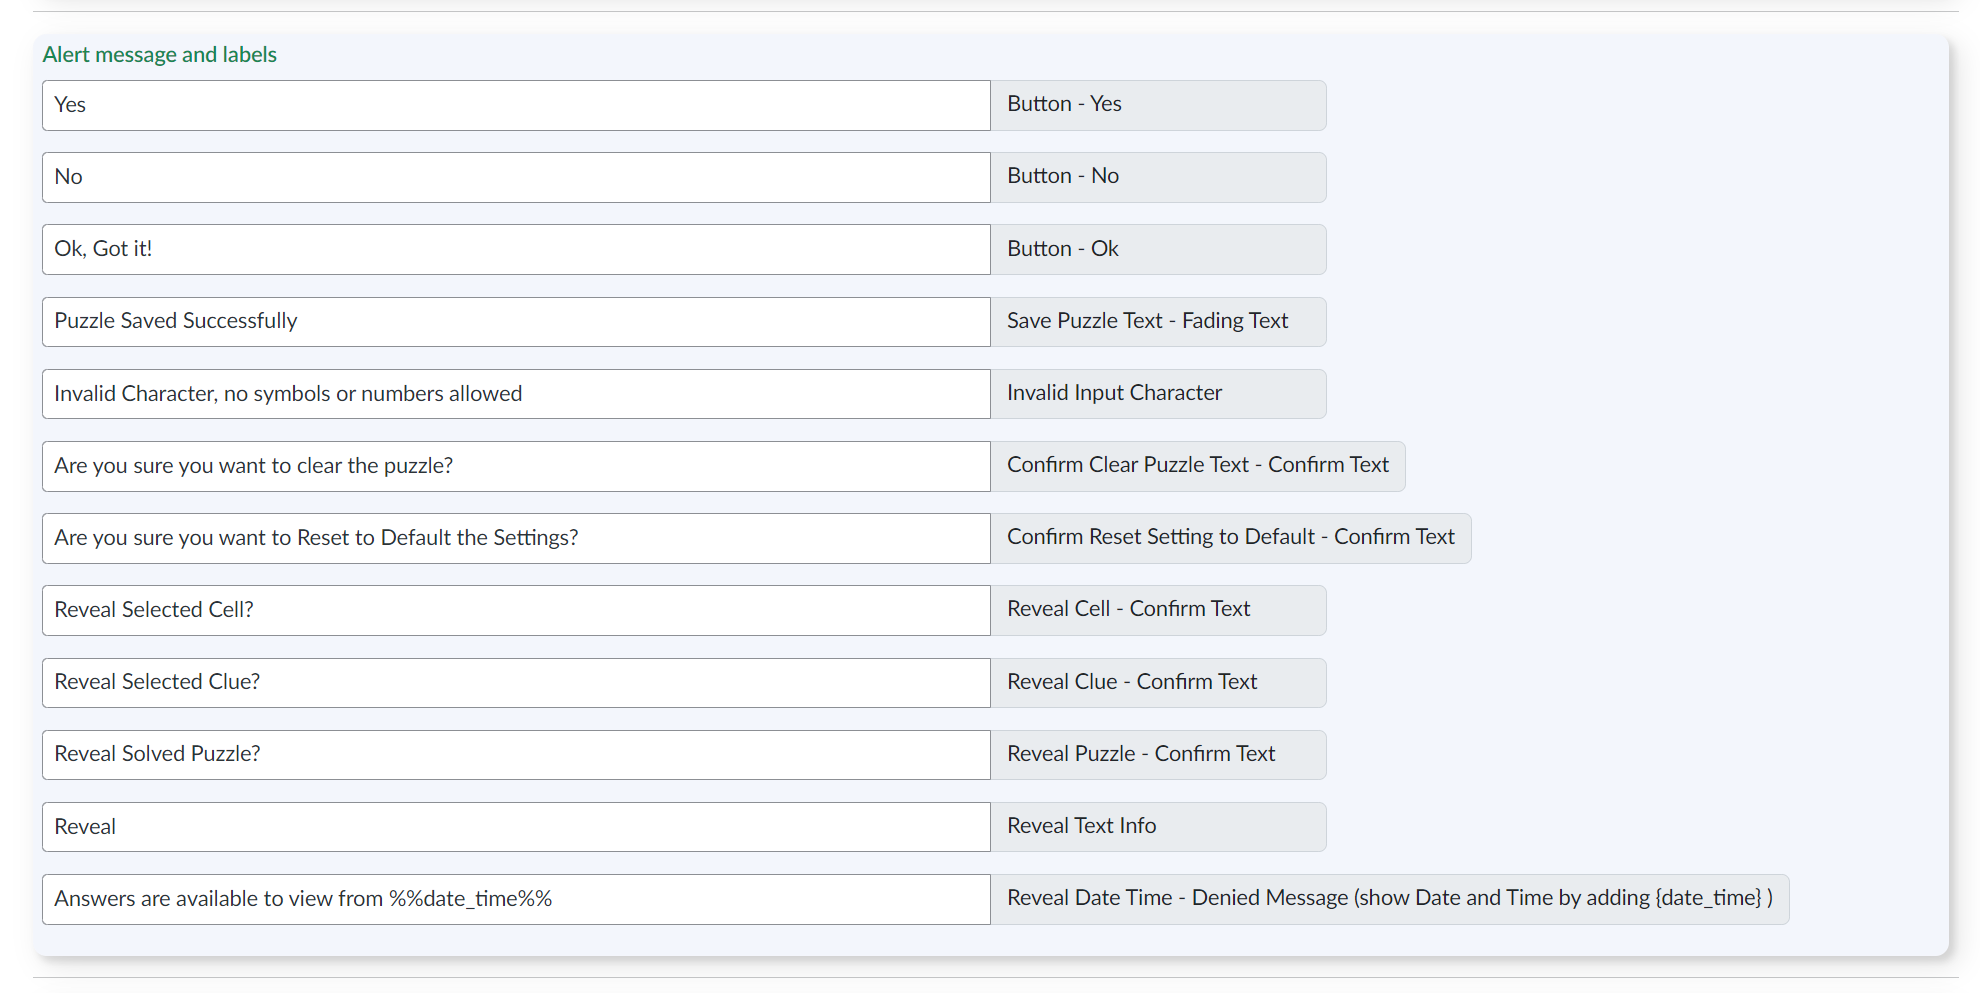 Alert message and labels
Yes Button - Yes
No Button - No
Ok, Got it! Button - Ok
Puzzle Saved Successfully Save Puzzle Text - Fading Text
Invalid Character, no symbols or numbers allowed Invalid Input Character
Are you sure you want to clear the puzzle? Confirm Clear Puzzle Text - Confirm Text
Are you sure you want to Reset to Default the Settings? Confirm Reset Setting to Default - Confirm Text
Reveal Selected Cell? Reveal Cell - Confirm Text
Reveal Selected Clue? Reveal Clue - Confirm Text
Reveal Solved Puzzle? Reveal Puzzle - Confirm Text
Reveal Reveal Text Info
Answers are available to view from %%date_time%% Reveal Date Time - Denied Message (show Date and Time by adding {date_time} )